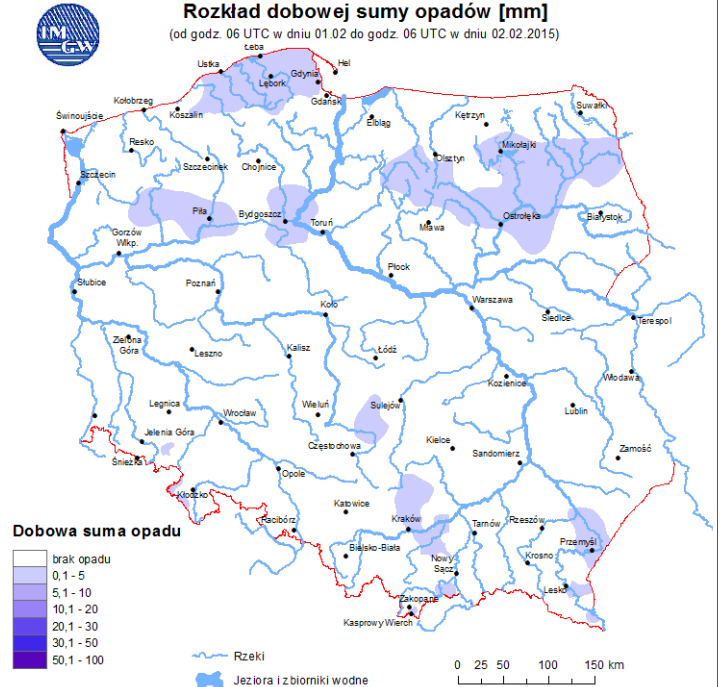 IM
GW
Rozkład dobowej sumy opadów [mm]
(od godz. 06 UTC w dniu 01.02 do godz. 06 UTC w dniu 02.02.2015)
Łeba
Ustka
Hel
Gdynia
Lębork
Gdańsk
Kołobrzeg
Koszalin
Suwałki
Świnoujście
Elbląg
Kętrzyn
Resko
Mikołajki
Szczecinek
Chojnice
Olsztyn
Szczecin
Piła
Bydgoszcz
Toruń
Ostrołęka
Białystok
Mława
Gorzów
Wlkp.
Płock
Słubice
Poznań
Koło
Warszawa
Siedlce
Terespol
Zielona
Góra
Leszno
Kalisz
Łódź
Kozienice
Włodawa
Legnica
Wrocław
Wieluń
Sulejów
Lublin
Jelenia Góra
Częstochowa
Kielce
Sandomierz
Zamość
Śnieżka
Opole
Kłodzko
Katowice
Kraków
Racibórz
Tarnów
Rzeszów
Przemyśl
Bielsko-Biała
Nowy
Sącz
Krosno
Lesko
Zakopane
Kasprowy Wierch
Dobowa suma opadu
brak opadu
0,1 - 5
5,1 - 10
10,1 - 20
20,1 - 30
30,1 - 50
50,1 - 100
Rzeki
Jeziora i zbiorniki wodne
0 25 50 100 150 km